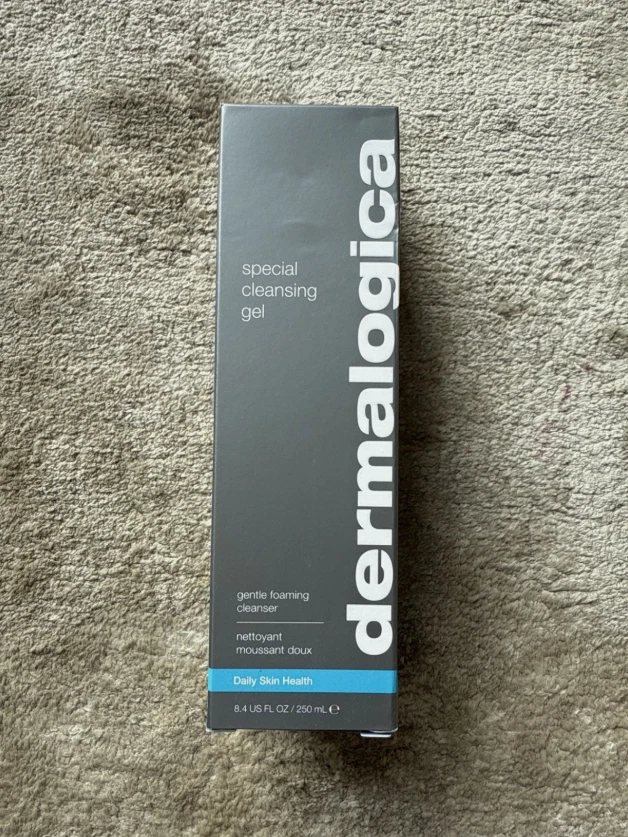 dermalogica
special
cleansing
gel
gentle foaming
cleanser
nettoyant
moussant doux
Daily Skin Health
8.4 US FL OZ / 250 mL ℮